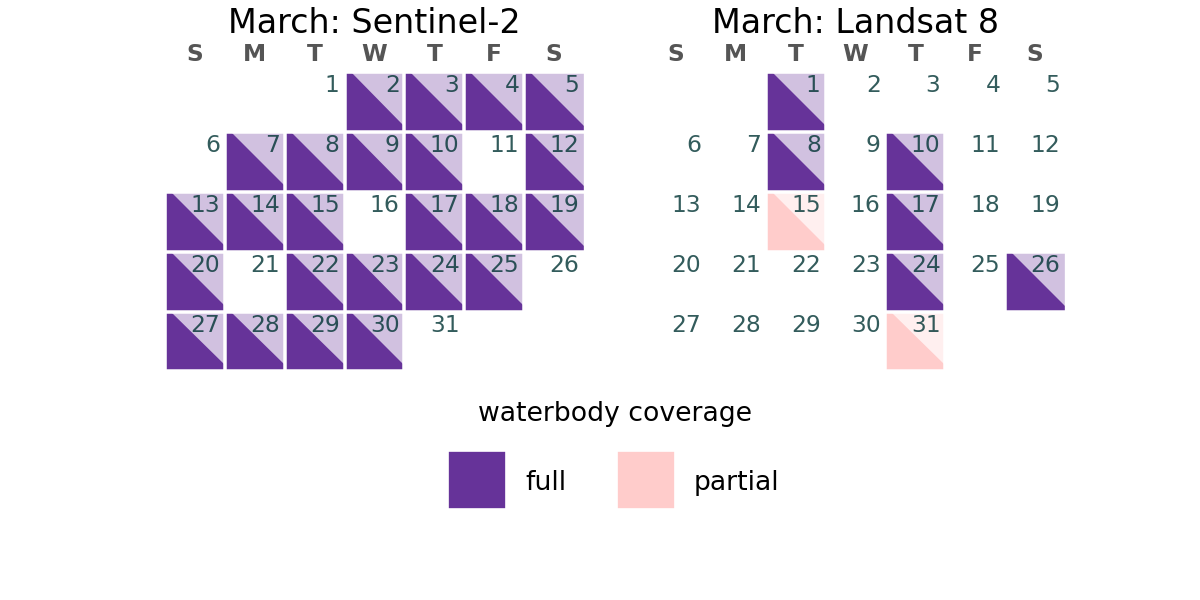 March: Sentinel-2
S M T W T F S
1 2 3 4 5
6 7 8 9 10 11 12
13 14 15 16 17 18 19
20 21 22 23 24 25 26
27 28 29 30 31
March: Landsat 8
S M T W T F S
1 2 3 4 5
6 7 8 9 10 11 12
13 14 15 16 17 18 19
20 21 22 23 24 25 26
27 28 29 30 31
waterbody coverage
full partial